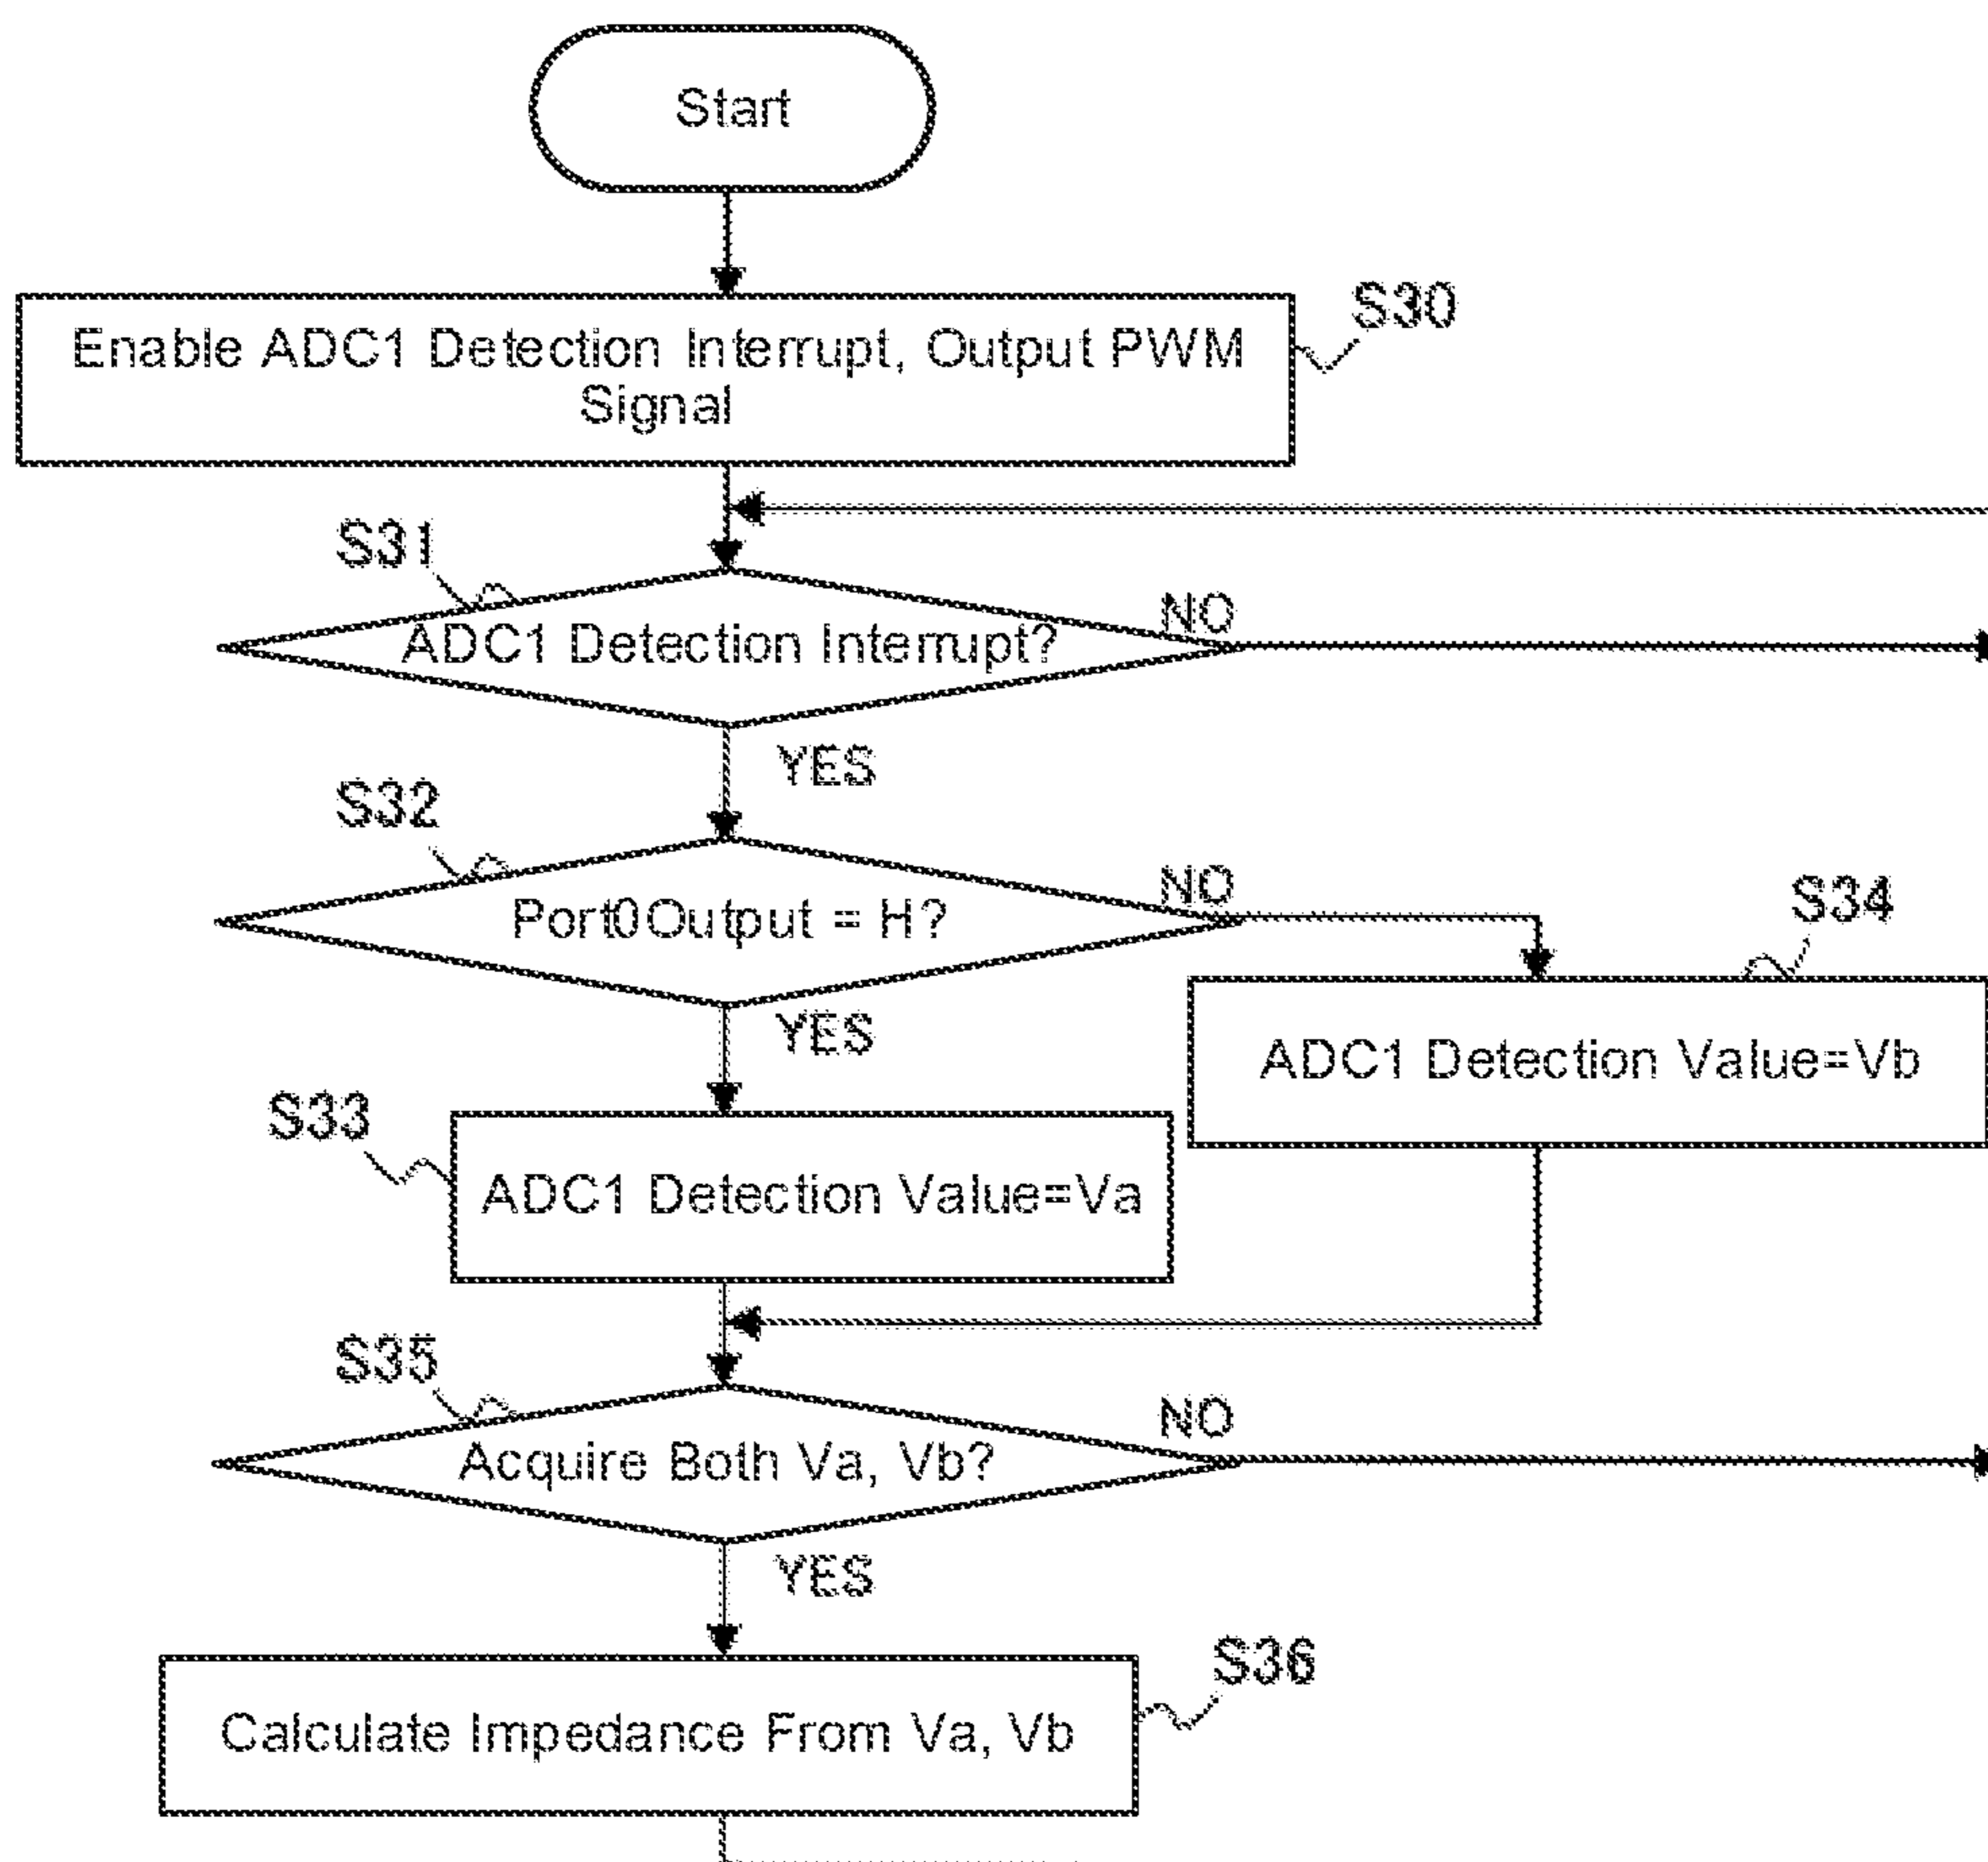 Start
S30
Enable ADC1 Detection Interrupt, Output PWM
Signal
S31
ADC1 Detection Interrupt?
NO
YES
S32
Port0 Output = H?
NO
YES
S34
ADC1 Detection Value=Vb
S33
ADC1 Detection Value=Va
S35
Acquire Both Va, Vb?
NO
YES
S36
Calculate Impedance From Va, Vb